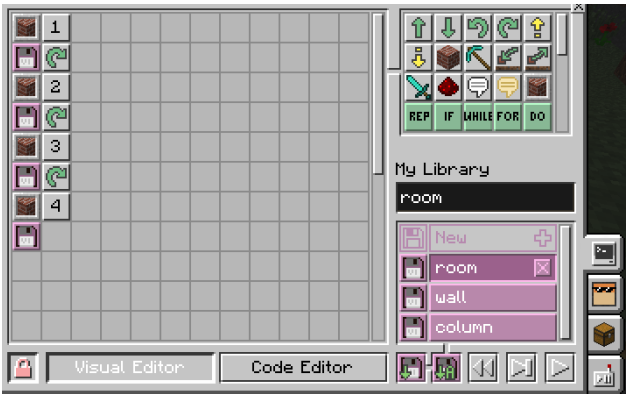 1
2
3
4
REP IF WHILE FOR DO
My Library
room
New
room
wall
column
Visual Editor
Code Editor